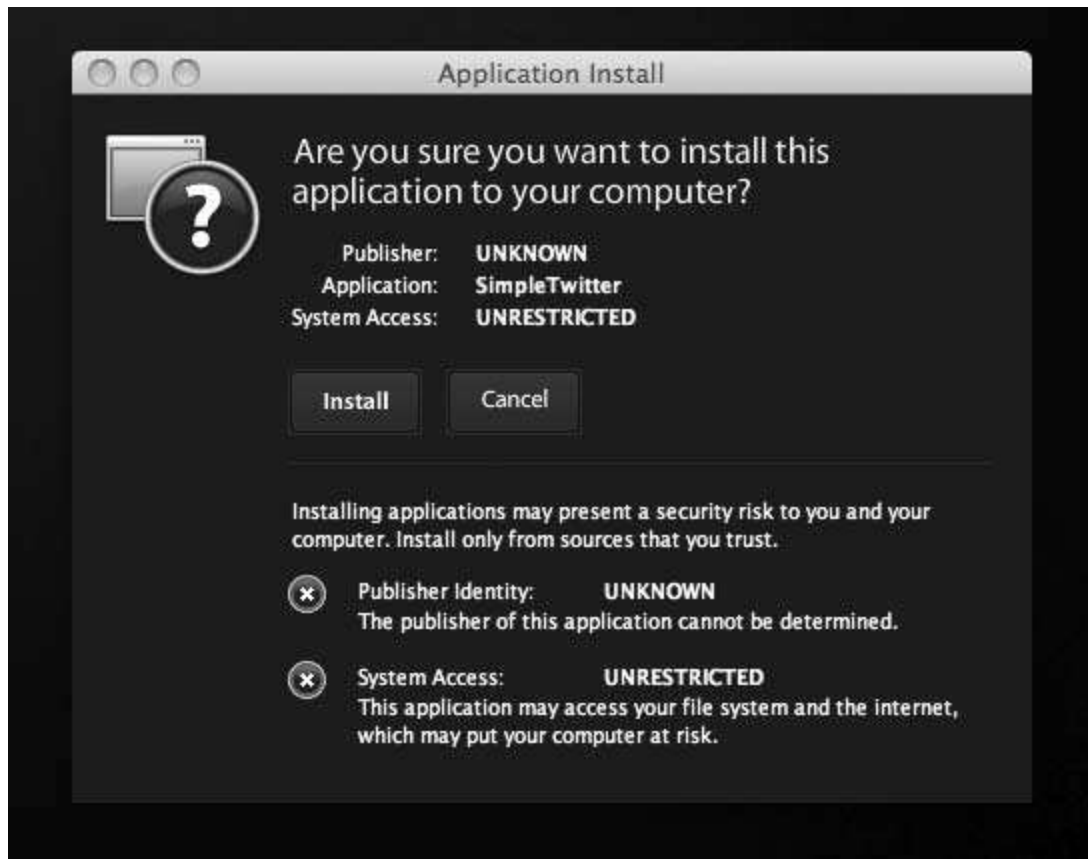 Application Install
Are you sure you want to install this
application to your computer?
Publisher: UNKNOWN
Application: SimpleTwitter
System Access: UNRESTRICTED
Install Cancel
Installing applications may present a security risk to you and your
computer. Install only from sources that you trust.
Publisher Identity: UNKNOWN
The publisher of this application cannot be determined.
System Access: UNRESTRICTED
This application may access your file system and the internet,
which may put your computer at risk.